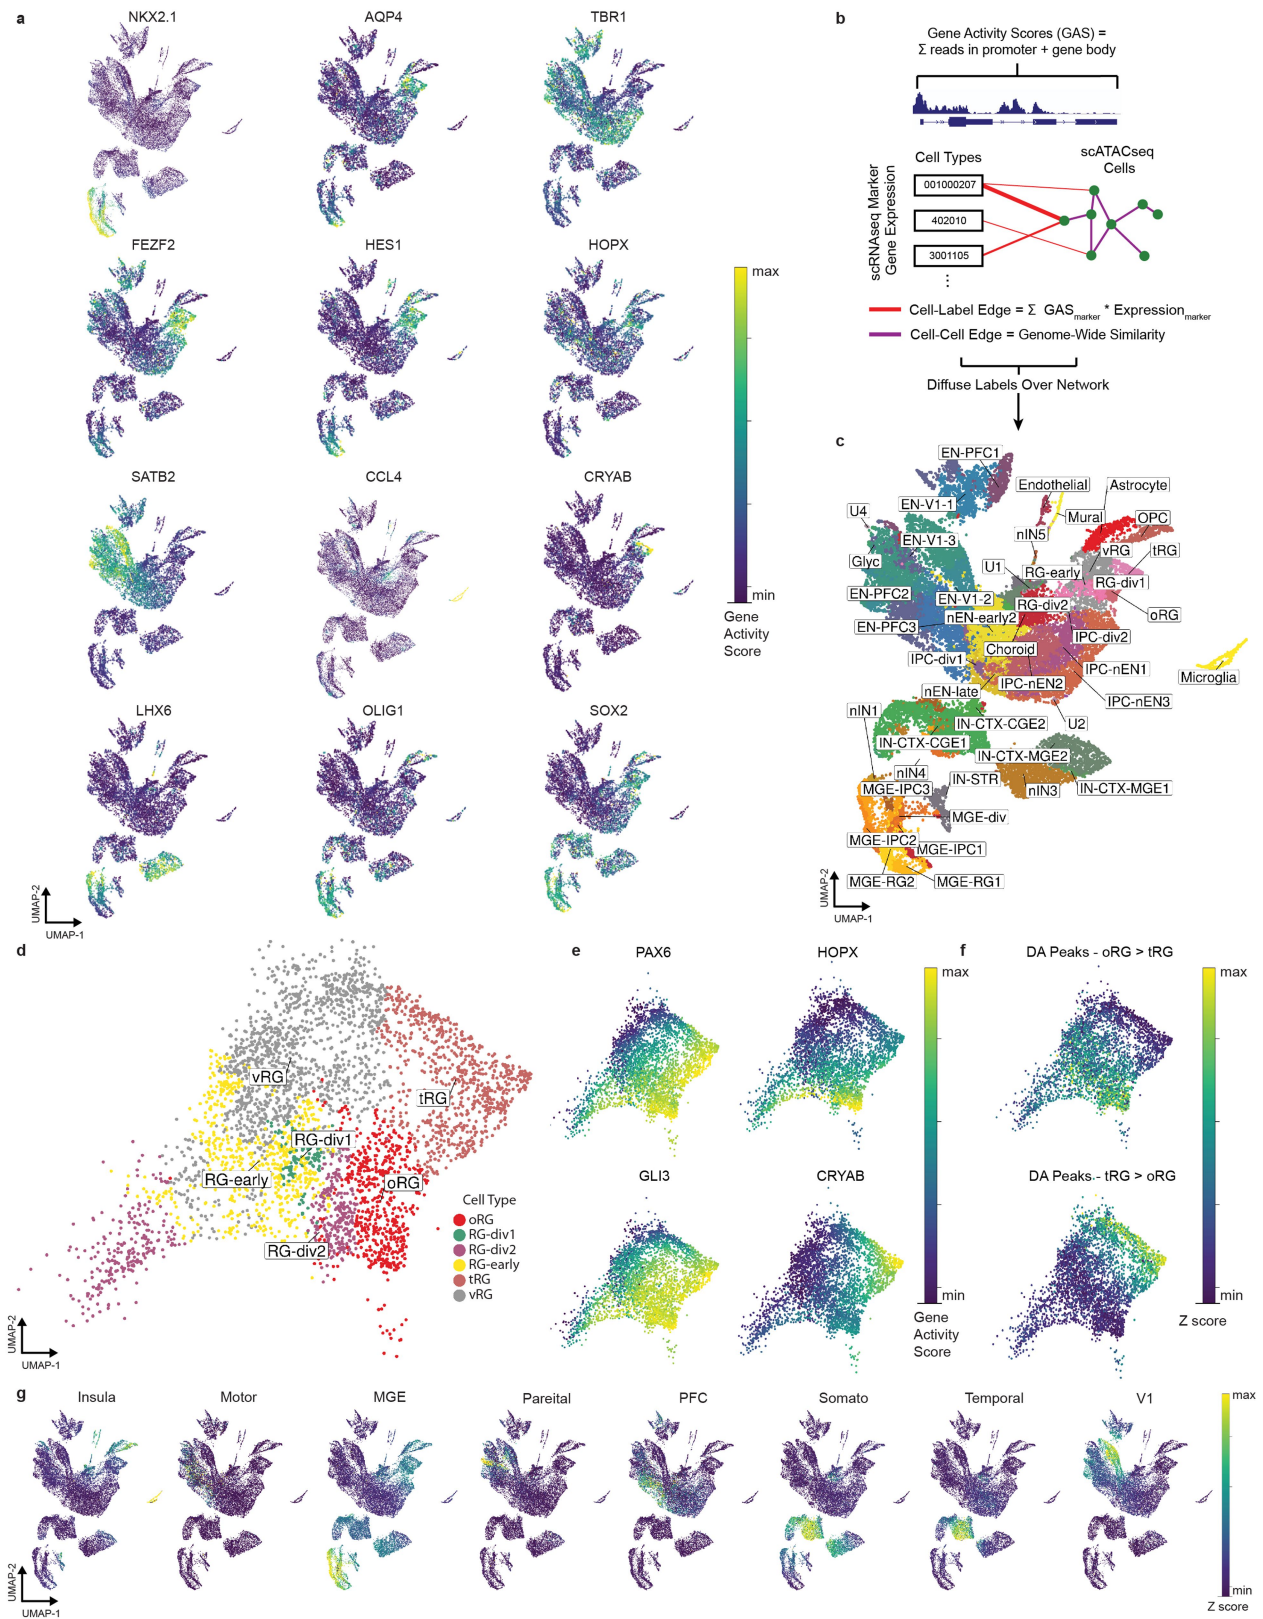 a
NKX2.1
AQP4
TBR1
FEZF2
HES1
HOPX
SATB2
CCL4
CRYAB
LHX6
OLIG1
SOX2
max
min
Gene
Activity
Score
UMAP-2
UMAP-1
b
Gene Activity Scores (GAS) =
Σ reads in promoter + gene body
Cell Types
scATACseq
Cells
scRNAseq Marker
Gene Expression
001000207
402010
3001105
⋮
Cell-Label Edge = Σ GASmarker * Expressionmarker
Cell-Cell Edge = Genome-Wide Similarity
Diffuse Labels Over Network
c
EN-PFC1
Endothelial
Astrocyte
EN-V1-1
U4
Mural
OPC
nIN5
EN-V1-3
vRG
tRG
Glyc
U1
RG-early
RG-div1
EN-PFC2
EN-V1-2
RG-div2
oRG
nEN-early2
EN-PFC3
IPC-div2
Choroid
IPC-div1
IPC-nEN1
Microglia
IPC-nEN2
nEN-late
IPC-nEN3
nIN1
IN-CTX-CGE2
U2
IN-CTX-CGE1
IN-CTX-MGE2
nIN4
IN-STR
MGE-IPC3
nIN3
IN-CTX-MGE1
MGE-div
MGE-IPC2
MGE-IPC1
MGE-RG2
MGE-RG1
UMAP-2
UMAP-1
d
vRG
tRG
RG-div1
RG-early
oRG
RG-div2
Cell Type
oRG
RG-div1
RG-div2
RG-early
tRG
vRG
UMAP-2
UMAP-1
e
PAX6
HOPX
GLI3
CRYAB
max
min
Gene
Activity
Score
f
DA Peaks - oRG > tRG
DA Peaks - tRG > oRG
max
min
Z score
g
Insula
Motor
MGE
Pareital
PFC
Somato
Temporal
V1
max
min
Z score
UMAP-2
UMAP-1